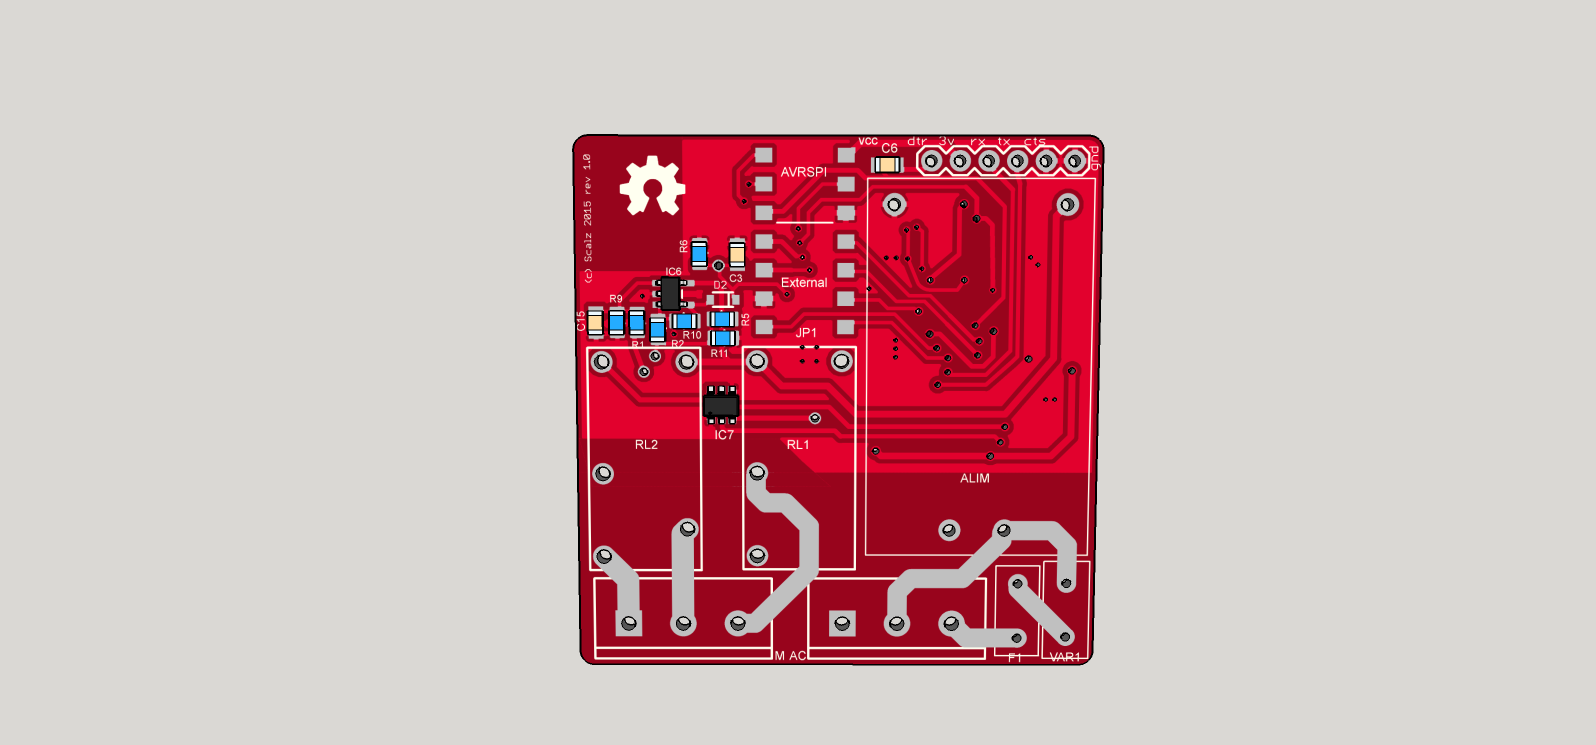 vcc dtr 3v rx tx cts
gnd
C6
(c) Scalz 2015 rev 1.0
AVRSPI
R6
C3
IC6
External
D2
R9
C15
R5
R10
JP1
R1
R2
R11
IC7
RL2
RL1
ALIM
M AC
F1
VAR1